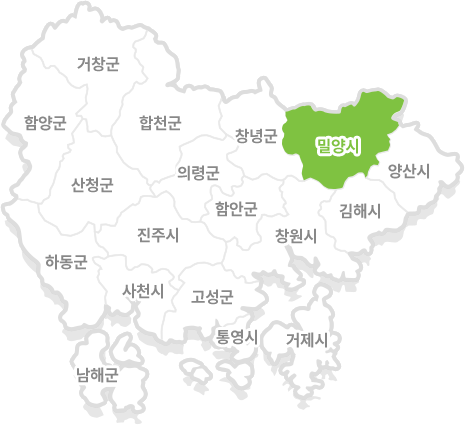 거창군
함양군
합천군
창녕군
밀양시
양산시
의령군
산청군
함안군
김해시
진주시
창원시
하동군
사천시
고성군
통영시
거제시
남해군